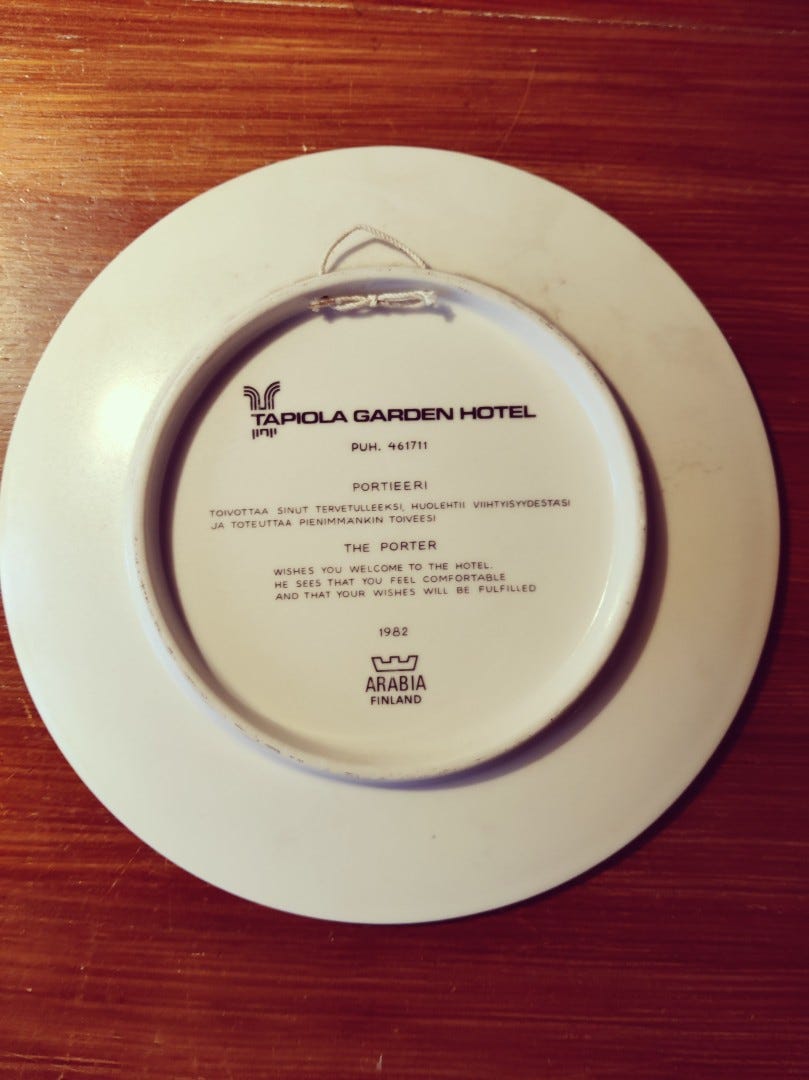 TAPIOLA GARDEN HOTEL
PUH. 461711
PORTIEERI
TOIVOTTAA SINUT TERVETULLEEKSI, HUOLEHTII VIIHTYISYYDESTASI
JA TOTEUTTAA PIENIMMÄNKIN TOIVEESI
THE PORTER
WISHES YOU WELCOME TO THE HOTEL.
HE SEES THAT YOU FEEL COMFORTABLE
AND THAT YOUR WISHES WILL BE FULFILLED
1982
ARABIA
FINLAND